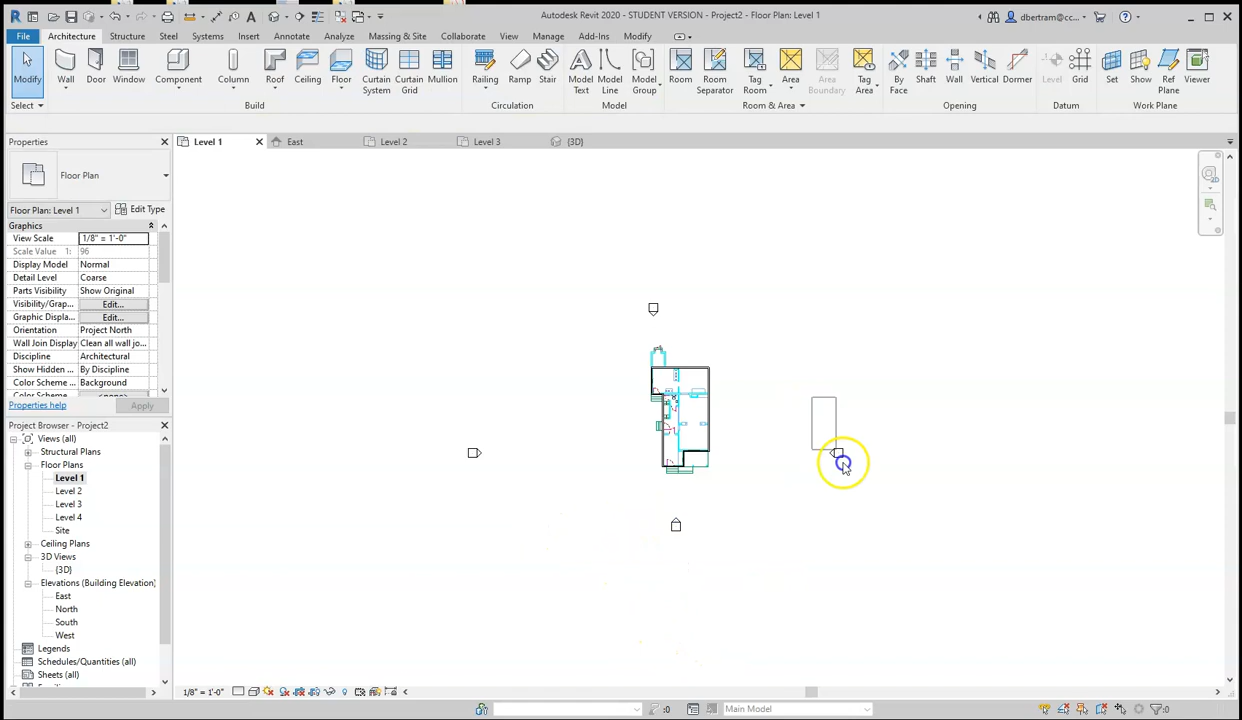 Autodesk Revit 2020 - STUDENT VERSION - Project2 - Floor Plan: Level 1
dbertram@cc...
File Architecture Structure Steel Systems Insert Annotate Analyze Massing & Site Collaborate View Manage Add-Ins Modify
Modify Wall Door Window Component Column Roof Ceiling Floor Curtain System Curtain Grid Mullion Railing Ramp Stair Model Text Model Line Model Group Room Room Separator Tag Room Area Area Boundary Tag Area By Face Shaft Wall Vertical Dormer Level Grid Set Show Ref Plane Viewer
Select Build Circulation Model Room & Area Opening Datum Work Plane
Properties
Level 1 East Level 2 Level 3 {3D}
Floor Plan
Floor Plan: Level 1 Edit Type
Graphics
View Scale 1/8" = 1'-0"
Scale Value 1: 96
Display Model Normal
Detail Level Coarse
Parts Visibility Show Original
Visibility/Grap... Edit...
Graphic Displa... Edit...
Orientation Project North
Wall Join Display Clean all wall jo...
Discipline Architectural
Show Hidden ... By Discipline
Color Scheme ... Background
Color Scheme ... <none>
Properties help Apply
Project Browser - Project2
Views (all)
Structural Plans
Floor Plans
Level 1
Level 2
Level 3
Level 4
Site
Ceiling Plans
3D Views
{3D}
Elevations (Building Elevation)
East
North
South
West
Legends
Schedules/Quantities (all)
Sheets (all)
1/8" = 1'-0"
:0 Main Model :0